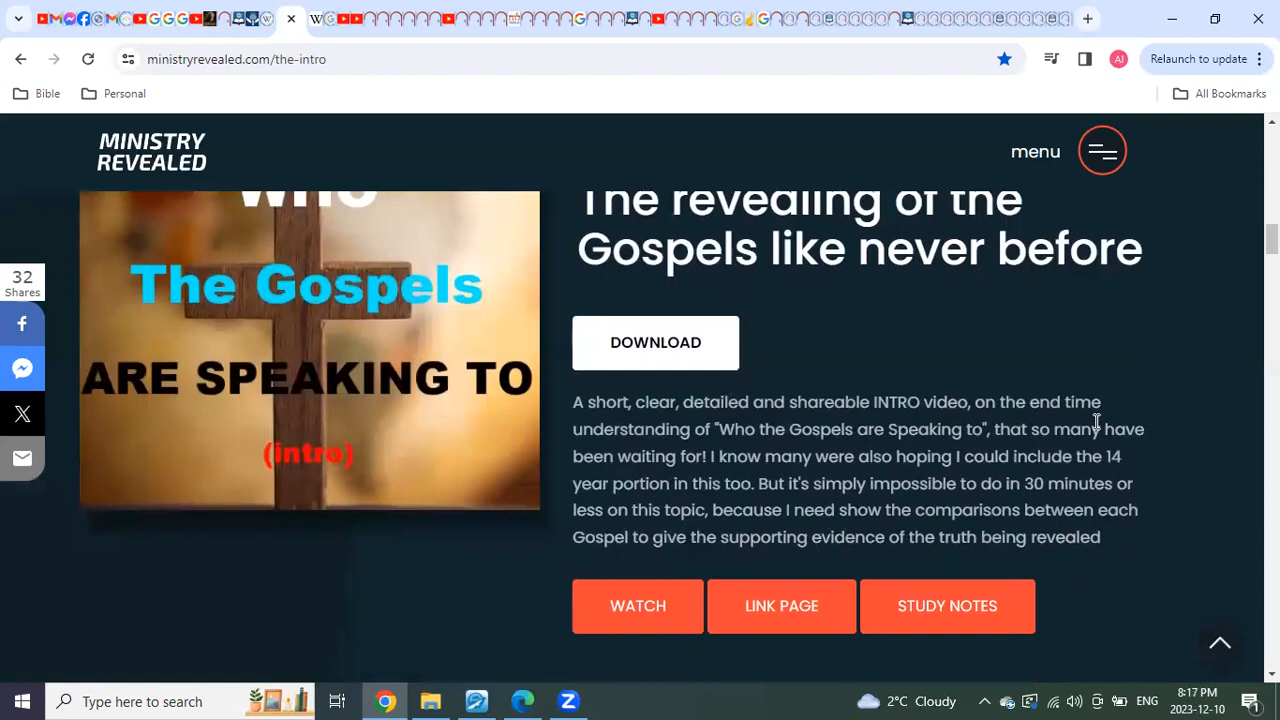 ministryrevealed.com/the-intro
Relaunch to update
Bible
Personal
All Bookmarks
MINISTRY
REVEALED
menu
32
Shares
Who
The Gospels
ARE SPEAKING TO
(intro)
The revealing of the
Gospels like never before
DOWNLOAD
A short, clear, detailed and shareable INTRO video, on the end time
understanding of "Who the Gospels are Speaking to", that so many have
been waiting for! I know many were also hoping I could include the 14
year portion in this too. But it's simply impossible to do in 30 minutes or
less on this topic, because I need show the comparisons between each
Gospel to give the supporting evidence of the truth being revealed
WATCH
LINK PAGE
STUDY NOTES
Type here to search
2°C Cloudy
ENG
8:17 PM
2023-12-10